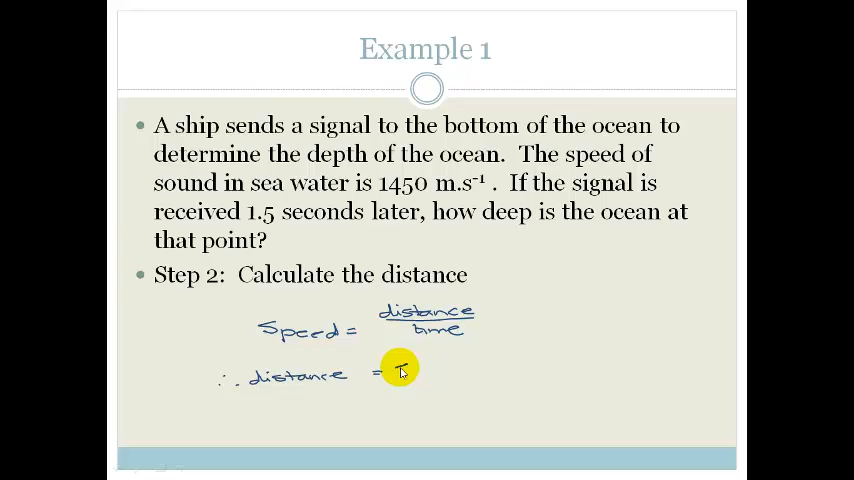 Example 1
• A ship sends a signal to the bottom of the ocean to
determine the depth of the ocean. The speed of
sound in sea water is 1450 m.s⁻¹ . If the signal is
received 1.5 seconds later, how deep is the ocean at
that point?
• Step 2: Calculate the distance
Speed = distance
time
∴ distance =